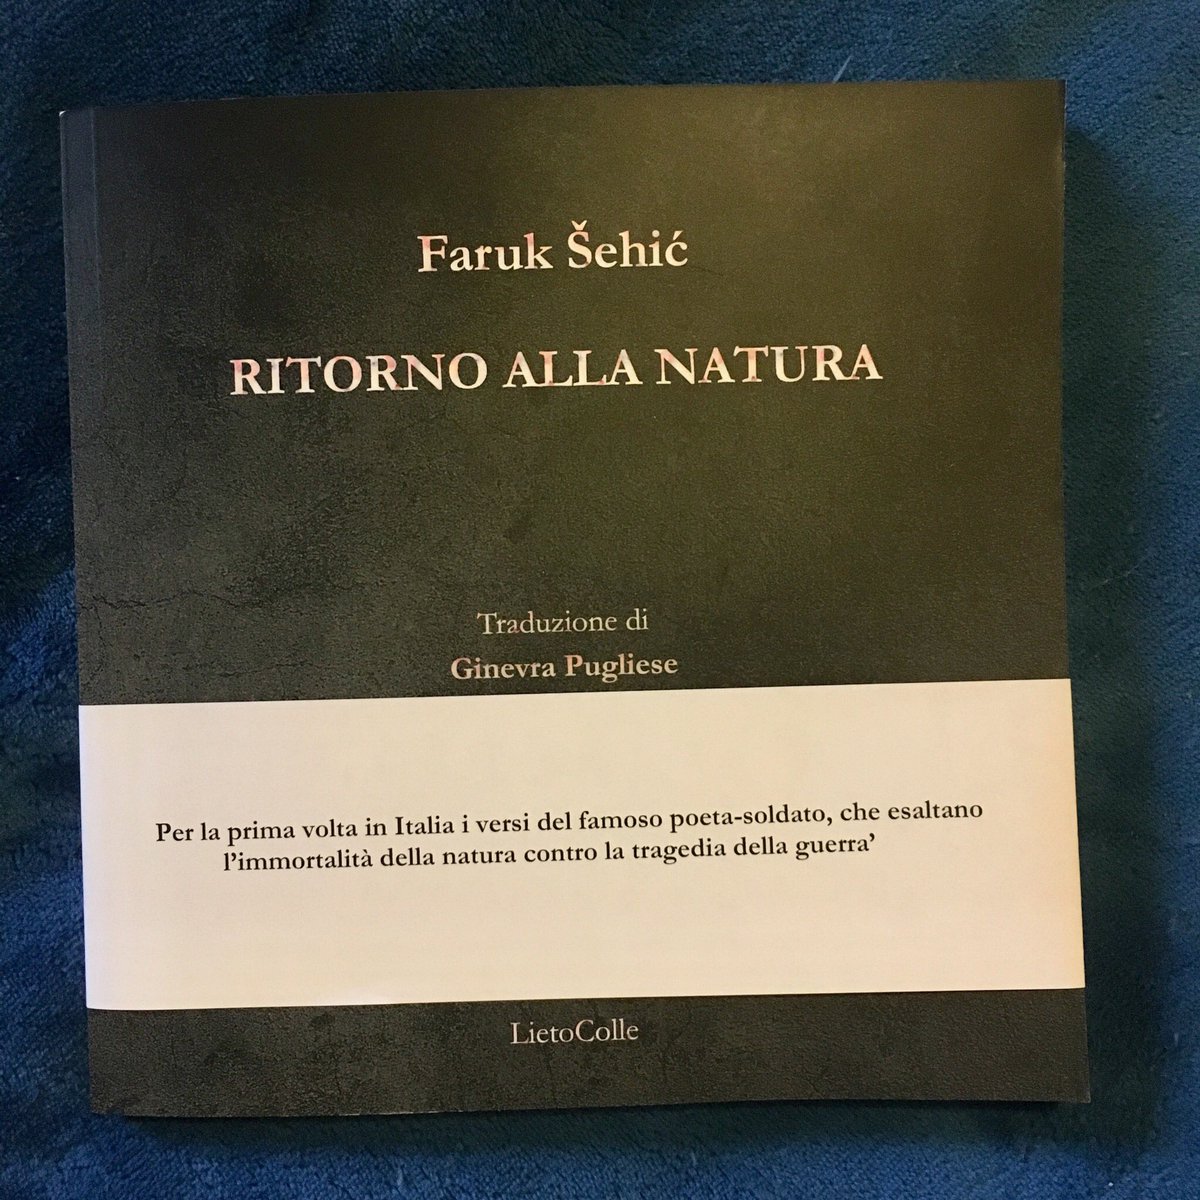 Faruk Šehić
RITORNO ALLA NATURA
Traduzione di
Ginevra Pugliese
Per la prima volta in Italia i versi del famoso poeta-soldato, che esaltano
l’immortalità della natura contro la tragedia della guerra’
LietoColle